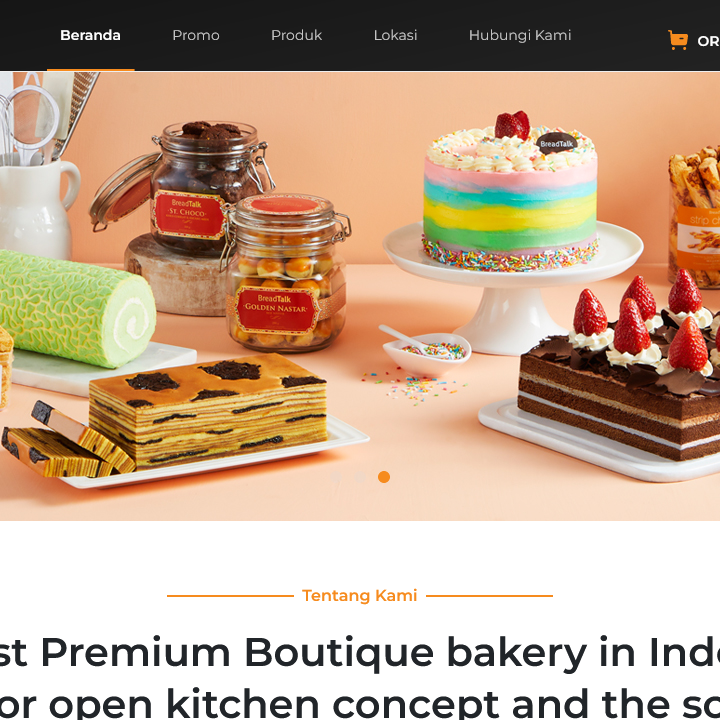 Beranda Promo Produk Lokasi Hubungi Kami OR
BreadTalk
BreadTalk
ST. CHOCO
strip
BreadTalk
GOLDEN NASTAR
Tentang Kami
st Premium Boutique bakery in Ind
or open kitchen concept and the so